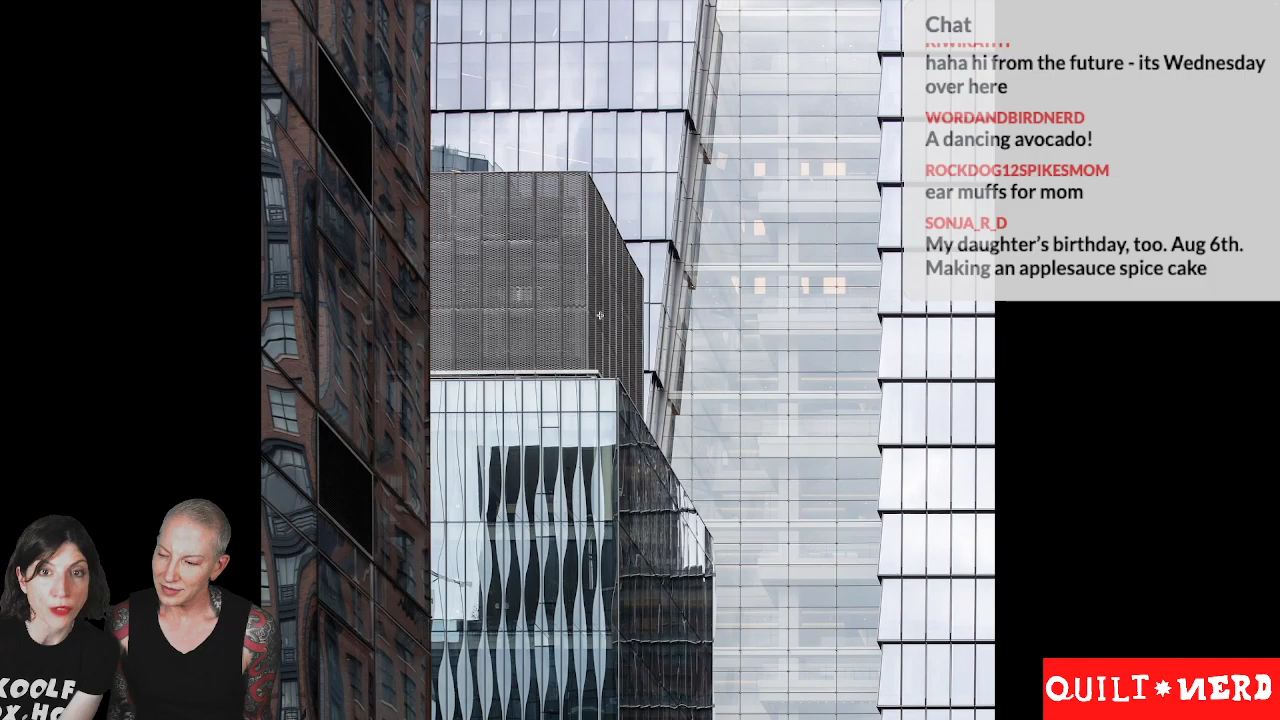 Chat
haha hi from the future - its Wednesday
over here
WORDANDBIRDNERD
A dancing avocado!
ROCKDOG12SPIKESMOM
ear muffs for mom
SONJA_R_D
My daughter's birthday, too. Aug 6th.
Making an applesauce spice cake
KOOLF
QUILT*NERD